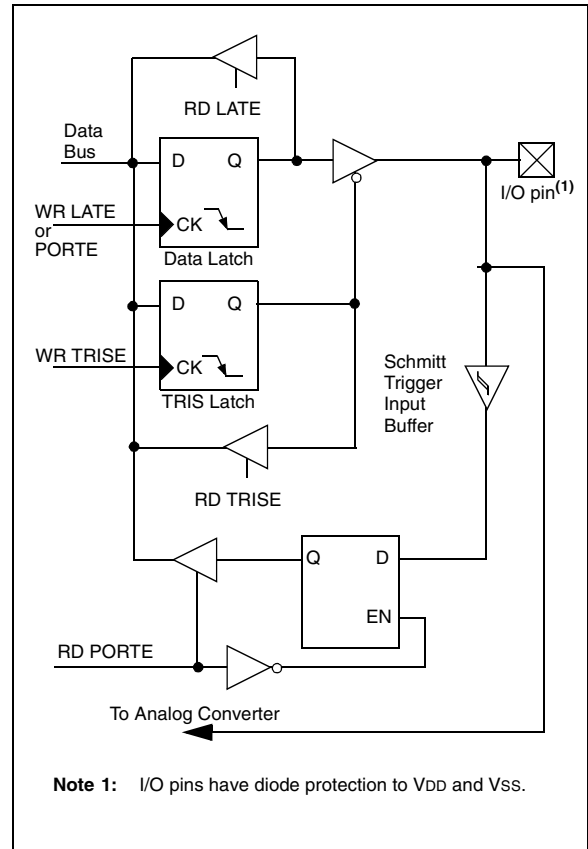 RD LATE
Data
Bus
D Q
I/O pin(1)
WR LATE
or
PORTE
CK
Data Latch
D Q
WR TRISE
CK
TRIS Latch
Schmitt
Trigger
Input
Buffer
RD TRISE
Q D
EN
RD PORTE
To Analog Converter
Note 1: I/O pins have diode protection to VDD and VSS.